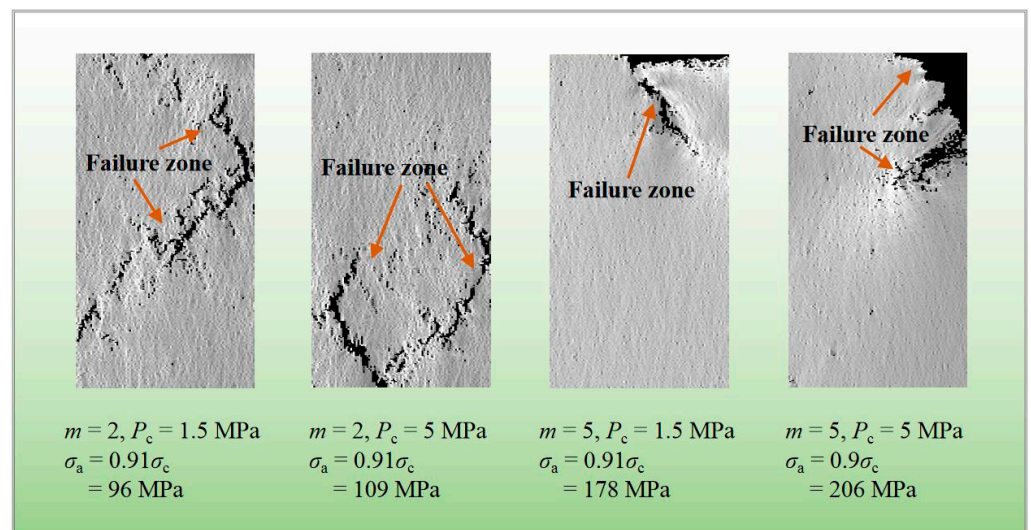 Failure zone
Failure zone
Failure zone
Failure zone
m = 2, Pc = 1.5 MPa
σa = 0.91σc
= 96 MPa
m = 2, Pc = 5 MPa
σa = 0.91σc
= 109 MPa
m = 5, Pc = 1.5 MPa
σa = 0.91σc
= 178 MPa
m = 5, Pc = 5 MPa
σa = 0.9σc
= 206 MPa